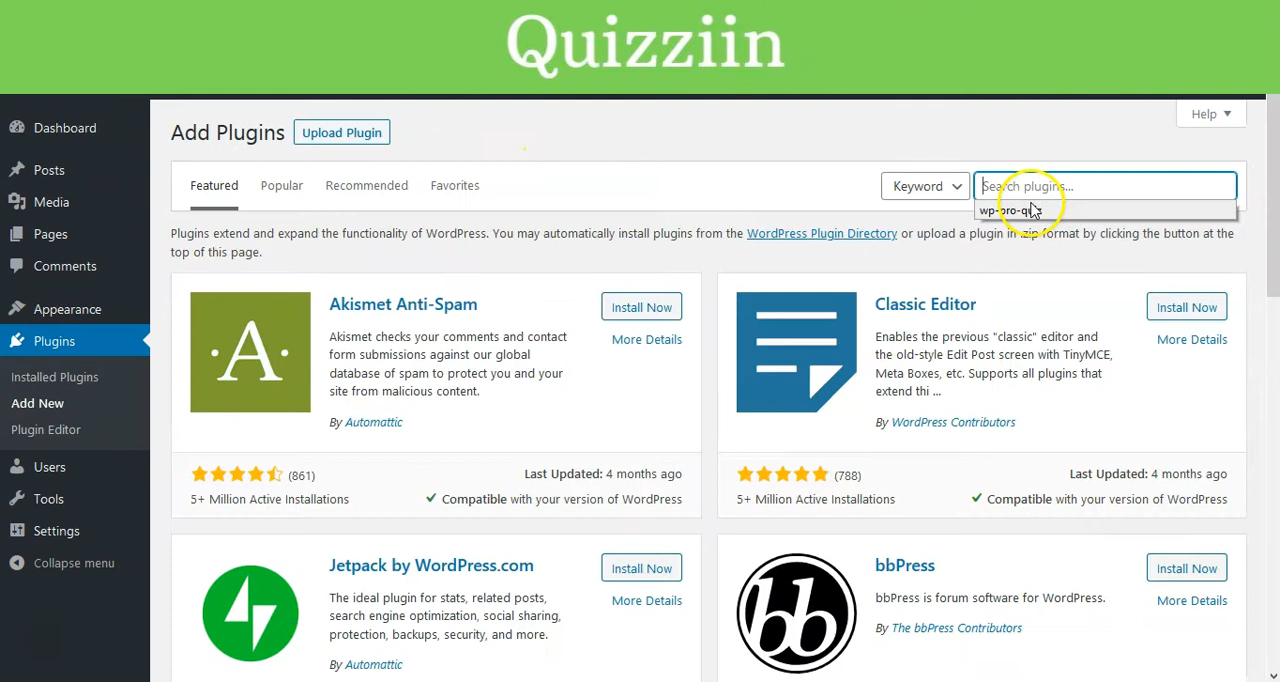 Quizziin
Help
Dashboard
Posts
Media
Pages
Comments
Appearance
Plugins
Installed Plugins
Add New
Plugin Editor
Users
Tools
Settings
Collapse menu
Add Plugins Upload Plugin
Featured Popular Recommended Favorites
Keyword Search plugins...
wp-pro-quiz
Plugins extend and expand the functionality of WordPress. You may automatically install plugins from the WordPress Plugin Directory or upload a plugin in .zip format by clicking the button at the
top of this page.
A
Akismet Anti-Spam
Install Now
More Details
Akismet checks your comments and contact
form submissions against our global
database of spam to protect you and your
site from malicious content.
By Automattic
(861)
5+ Million Active Installations
Last Updated: 4 months ago
Compatible with your version of WordPress
Classic Editor
Install Now
More Details
Enables the previous "classic" editor and
the old-style Edit Post screen with TinyMCE,
Meta Boxes, etc. Supports all plugins that
extend thi ...
By WordPress Contributors
(788)
5+ Million Active Installations
Last Updated: 4 months ago
Compatible with your version of WordPress
Jetpack by WordPress.com
Install Now
More Details
The ideal plugin for stats, related posts,
search engine optimization, social sharing,
protection, backups, security, and more.
By Automattic
bb
bbPress
Install Now
More Details
bbPress is forum software for WordPress.
By The bbPress Contributors